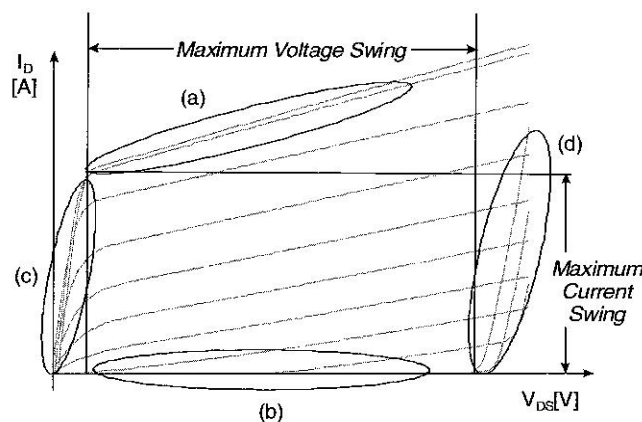 Maximum Voltage Swing
I_D
[A]
(a)
(d)
(c)
Maximum
Current
Swing
(b)
V_DS[V]